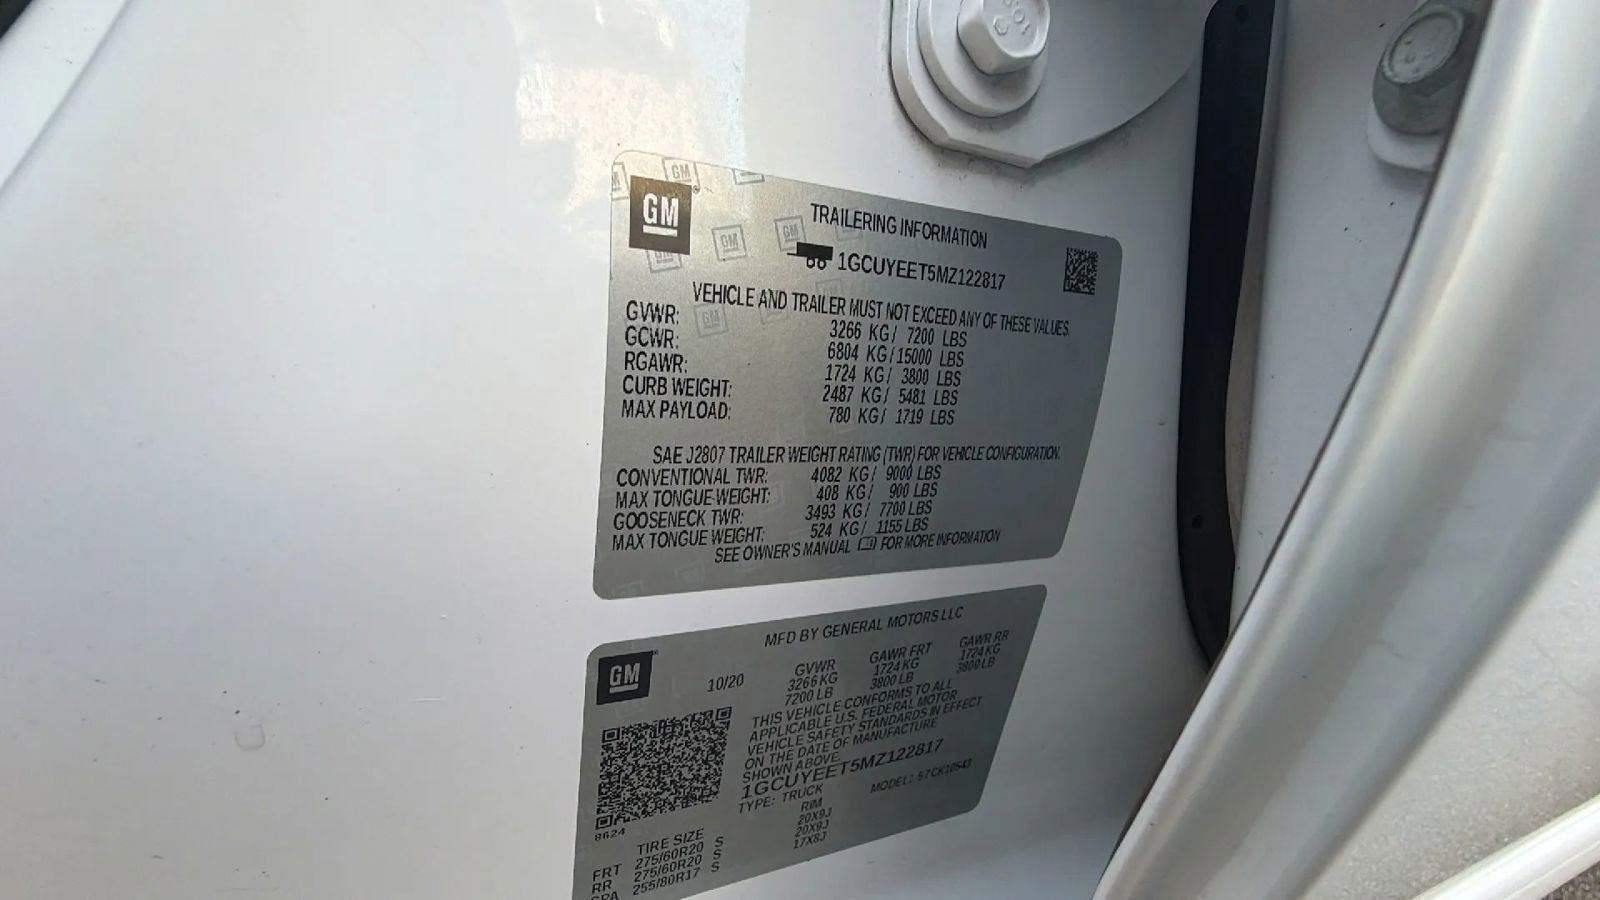 GM
TRAILERING INFORMATION
1GCUYEET5MZ122817
VEHICLE AND TRAILER MUST NOT EXCEED ANY OF THESE VALUES.
GVWR: 3266 KG/ 7200 LBS
GCWR: 6804 KG/15000 LBS
RGAWR: 1724 KG/ 3800 LBS
CURB WEIGHT: 2487 KG/ 5481 LBS
MAX PAYLOAD: 780 KG/ 1719 LBS
SAE J2807 TRAILER WEIGHT RATING (TWR) FOR VEHICLE CONFIGURATION.
CONVENTIONAL TWR: 4082 KG/ 9000 LBS
MAX TONGUE WEIGHT: 408 KG/ 900 LBS
GOOSENECK TWR: 3493 KG/ 7700 LBS
MAX TONGUE WEIGHT: 524 KG/ 1155 LBS
SEE OWNER'S MANUAL FOR MORE INFORMATION
GM
MFD BY GENERAL MOTORS LLC
10/20 GVWR GAWR FRT GAWR RR
3266 KG 1724 KG 1724 KG
7200 LB 3800 LB 3800 LB
THIS VEHICLE CONFORMS TO ALL
APPLICABLE U.S. FEDERAL MOTOR
VEHICLE SAFETY STANDARDS IN EFFECT
ON THE DATE OF MANUFACTURE
SHOWN ABOVE.
1GCUYEET5MZ122817
TYPE: TRUCK MODEL: 57CK10543
8624
TIRE SIZE RIM
FRT 275/60R20 S 20X9J
RR 275/60R20 S 20X9J
SPA 255/80R17 S 17X8J